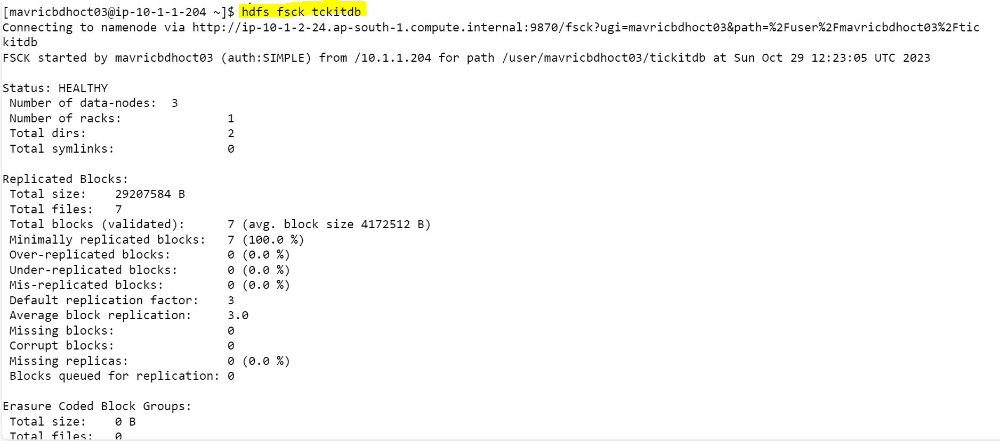 [mavricbdhoct03@ip-10-1-1-204 ~]$ hdfs fsck tckitdb
Connecting to namenode via http://ip-10-1-2-24.ap-south-1.compute.internal:9870/fsck?ugi=mavricbdhoct03&path=%2Fuser%2Fmavricbdhoct03%2Ftic
kitdb
FSCK started by mavricbdhoct03 (auth:SIMPLE) from /10.1.1.204 for path /user/mavricbdhoct03/tickitdb at Sun Oct 29 12:23:05 UTC 2023
Status: HEALTHY
Number of data-nodes: 3
Number of racks: 1
Total dirs: 2
Total symlinks: 0
Replicated Blocks:
Total size: 29207584 B
Total files: 7
Total blocks (validated): 7 (avg. block size 4172512 B)
Minimally replicated blocks: 7 (100.0 %)
Over-replicated blocks: 0 (0.0 %)
Under-replicated blocks: 0 (0.0 %)
Mis-replicated blocks: 0 (0.0 %)
Default replication factor: 3
Average block replication: 3.0
Missing blocks: 0
Corrupt blocks: 0
Missing replicas: 0 (0.0 %)
Blocks queued for replication: 0
Erasure Coded Block Groups:
Total size: 0 B
Total files: 0